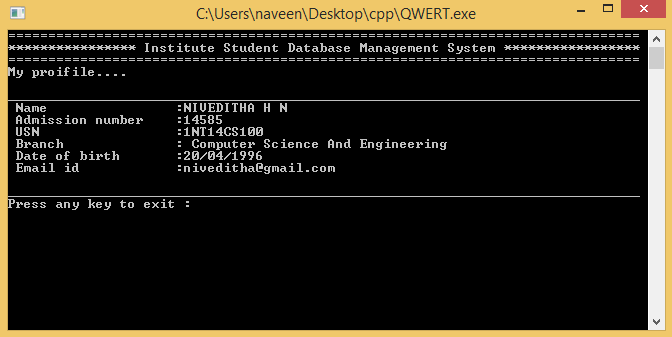 C:\Users\naveen\Desktop\cpp\QWERT.exe
===============================================================================
**************** Institute Student Database Management System *****************
===============================================================================
My proifile....
_______________________________________________________________________________
Name :NIVEDITHA H N
Admission number :14585
USN :1NT14CS100
Branch : Computer Science And Engineering
Date of birth :20/04/1996
Email id :niveditha@gmail.com
_______________________________________________________________________________
Press any key to exit :